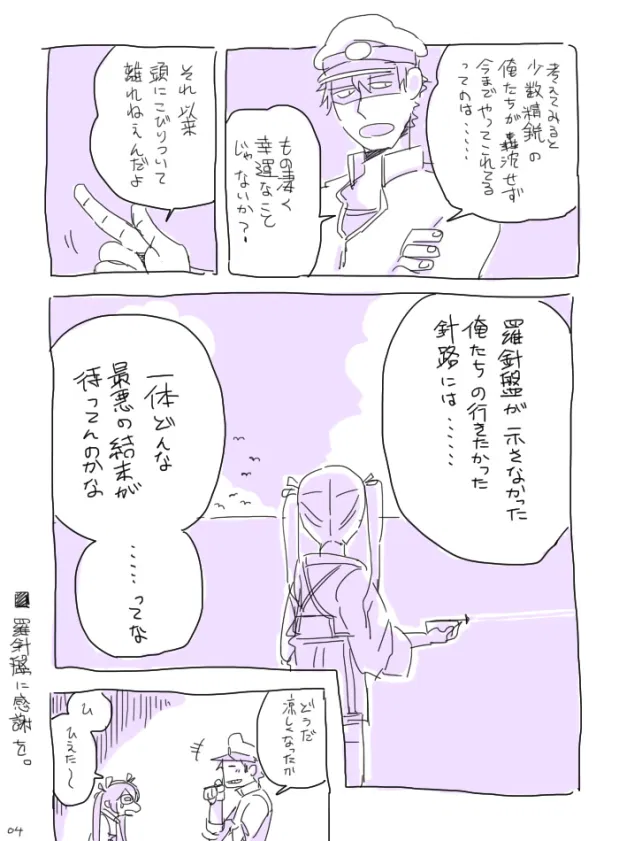 考えてみると
少数精鋭の
俺たちが轟沈せず
今までやってこれてる
ってのは……
もの凄く
幸運なこと
じゃないか?
それ以来
頭にこびりついて
離れねぇんだよ
羅針盤が示さなかった
俺たちの行きたかった
針路には……
一体どんな
最悪の結末が
待ってんのかな
……ってな
どうだ
涼しくなったか
ひ
ひえた〜
羅針盤に感謝を。
04